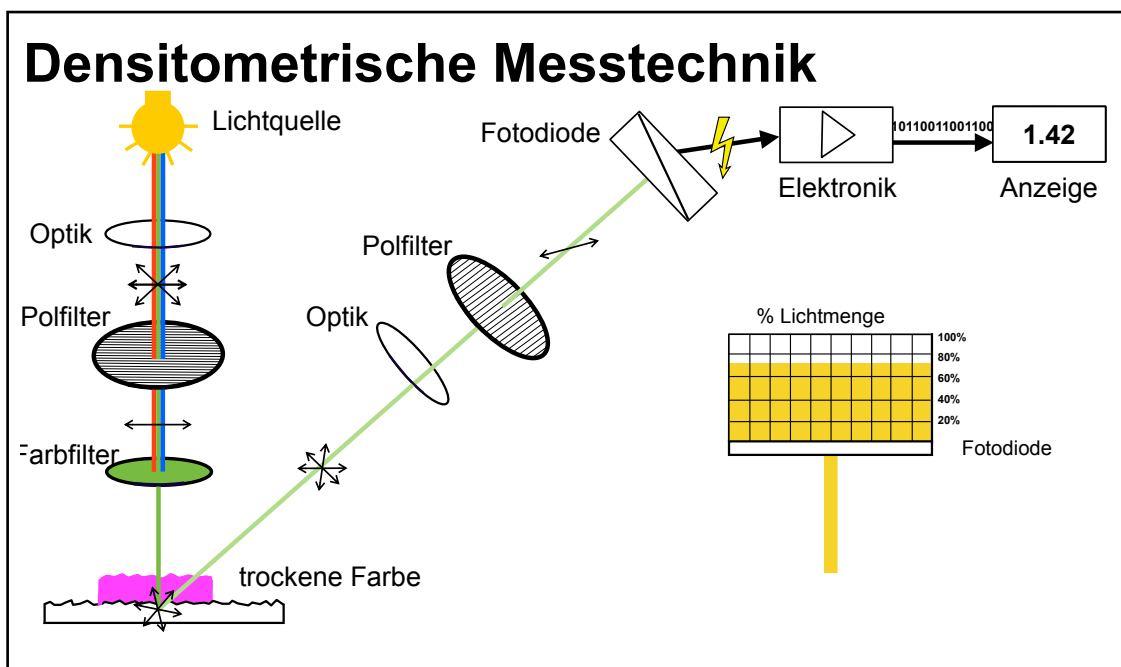 Densitometrische Messtechnik
Lichtquelle
Fotodiode
10110011001100
1.42
Elektronik
Anzeige
Optik
Polfilter
Polfilter
Optik
% Lichtmenge
100%
80%
60%
40%
20%
Farbfilter
Fotodiode
trockene Farbe